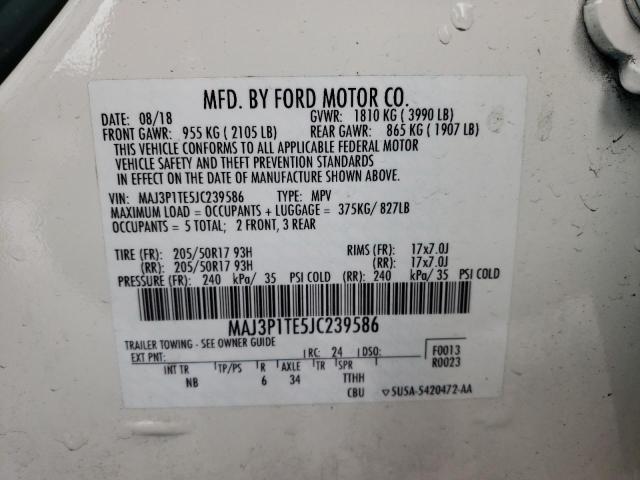 MFD. BY FORD MOTOR CO.
DATE: 08/18 GVWR: 1810 KG ( 3990 LB)
FRONT GAWR: 955 KG ( 2105 LB) REAR GAWR: 865 KG ( 1907 LB)
THIS VEHICLE CONFORMS TO ALL APPLICABLE FEDERAL MOTOR
VEHICLE SAFETY AND THEFT PREVENTION STANDARDS
IN EFFECT ON THE DATE OF MANUFACTURE SHOWN ABOVE.
VIN: MAJ3P1TE5JC239586 TYPE: MPV
MAXIMUM LOAD = OCCUPANTS + LUGGAGE = 375KG/ 827LB
OCCUPANTS = 5 TOTAL; 2 FRONT, 3 REAR
TIRE (FR): 205/50R17 93H RIMS (FR): 17x7.0J
(RR): 205/50R17 93H (RR): 17x7.0J
PRESSURE (FR): 240 kPa/ 35 PSI COLD (RR): 240 kPa/ 35 PSI COLD
MAJ3P1TE5JC239586
TRAILER TOWING - SEE OWNER GUIDE
EXT PNT: RC: 24 DSO: F0013
R0023
INT TR TP/PS R AXLE TR SPR
NB 6 34 TTHH
CBU ▽SU5A-5420472-AA